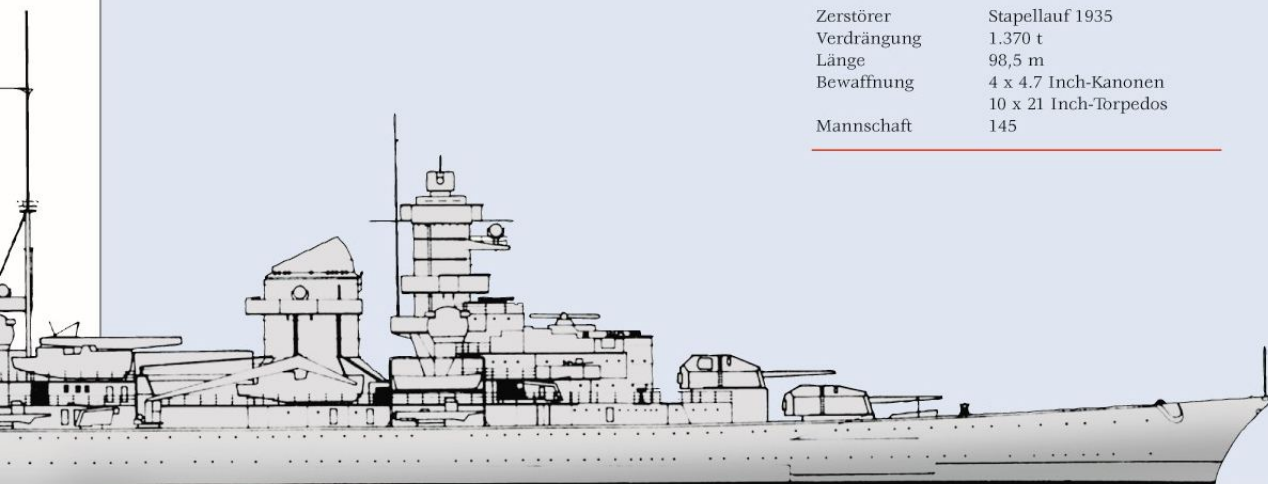 Zerstörer Stapellauf 1935
Verdrängung 1.370 t
Länge 98,5 m
Bewaffnung 4 x 4.7 Inch-Kanonen
10 x 21 Inch-Torpedos
Mannschaft 145